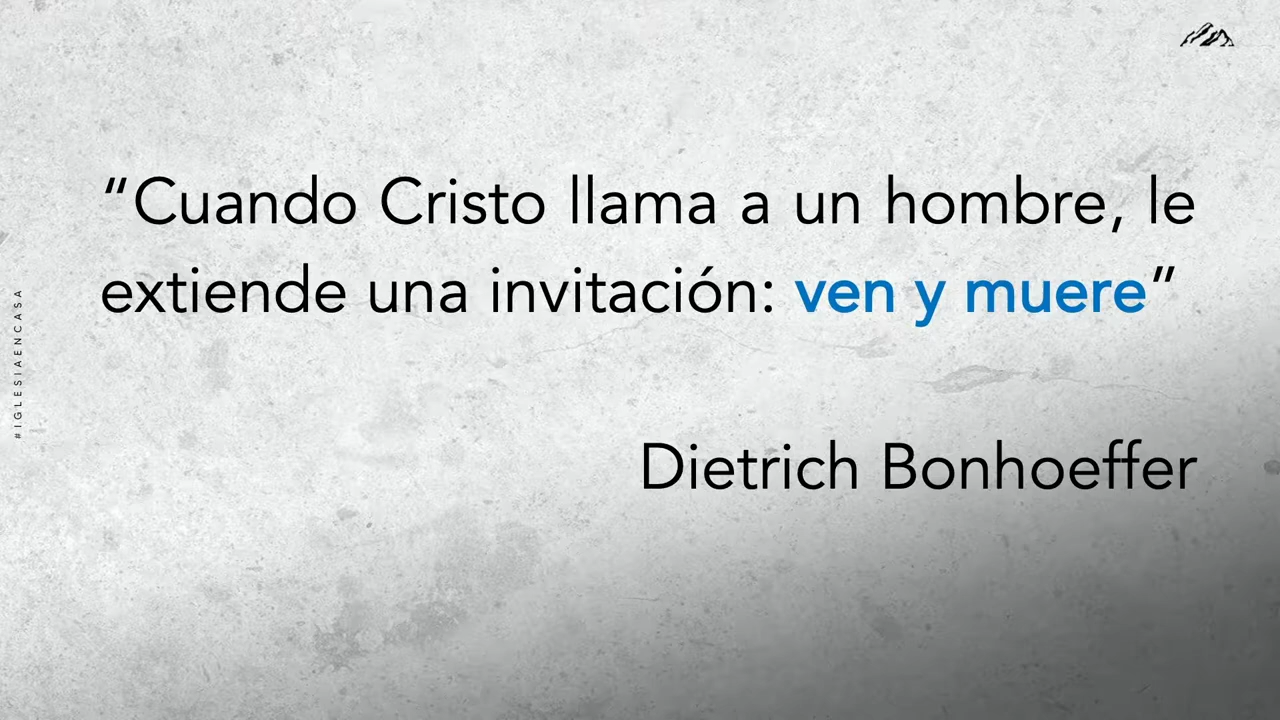 “Cuando Cristo llama a un hombre, le
extiende una invitación: ven y muere”
Dietrich Bonhoeffer
#IGLESIAENCASA